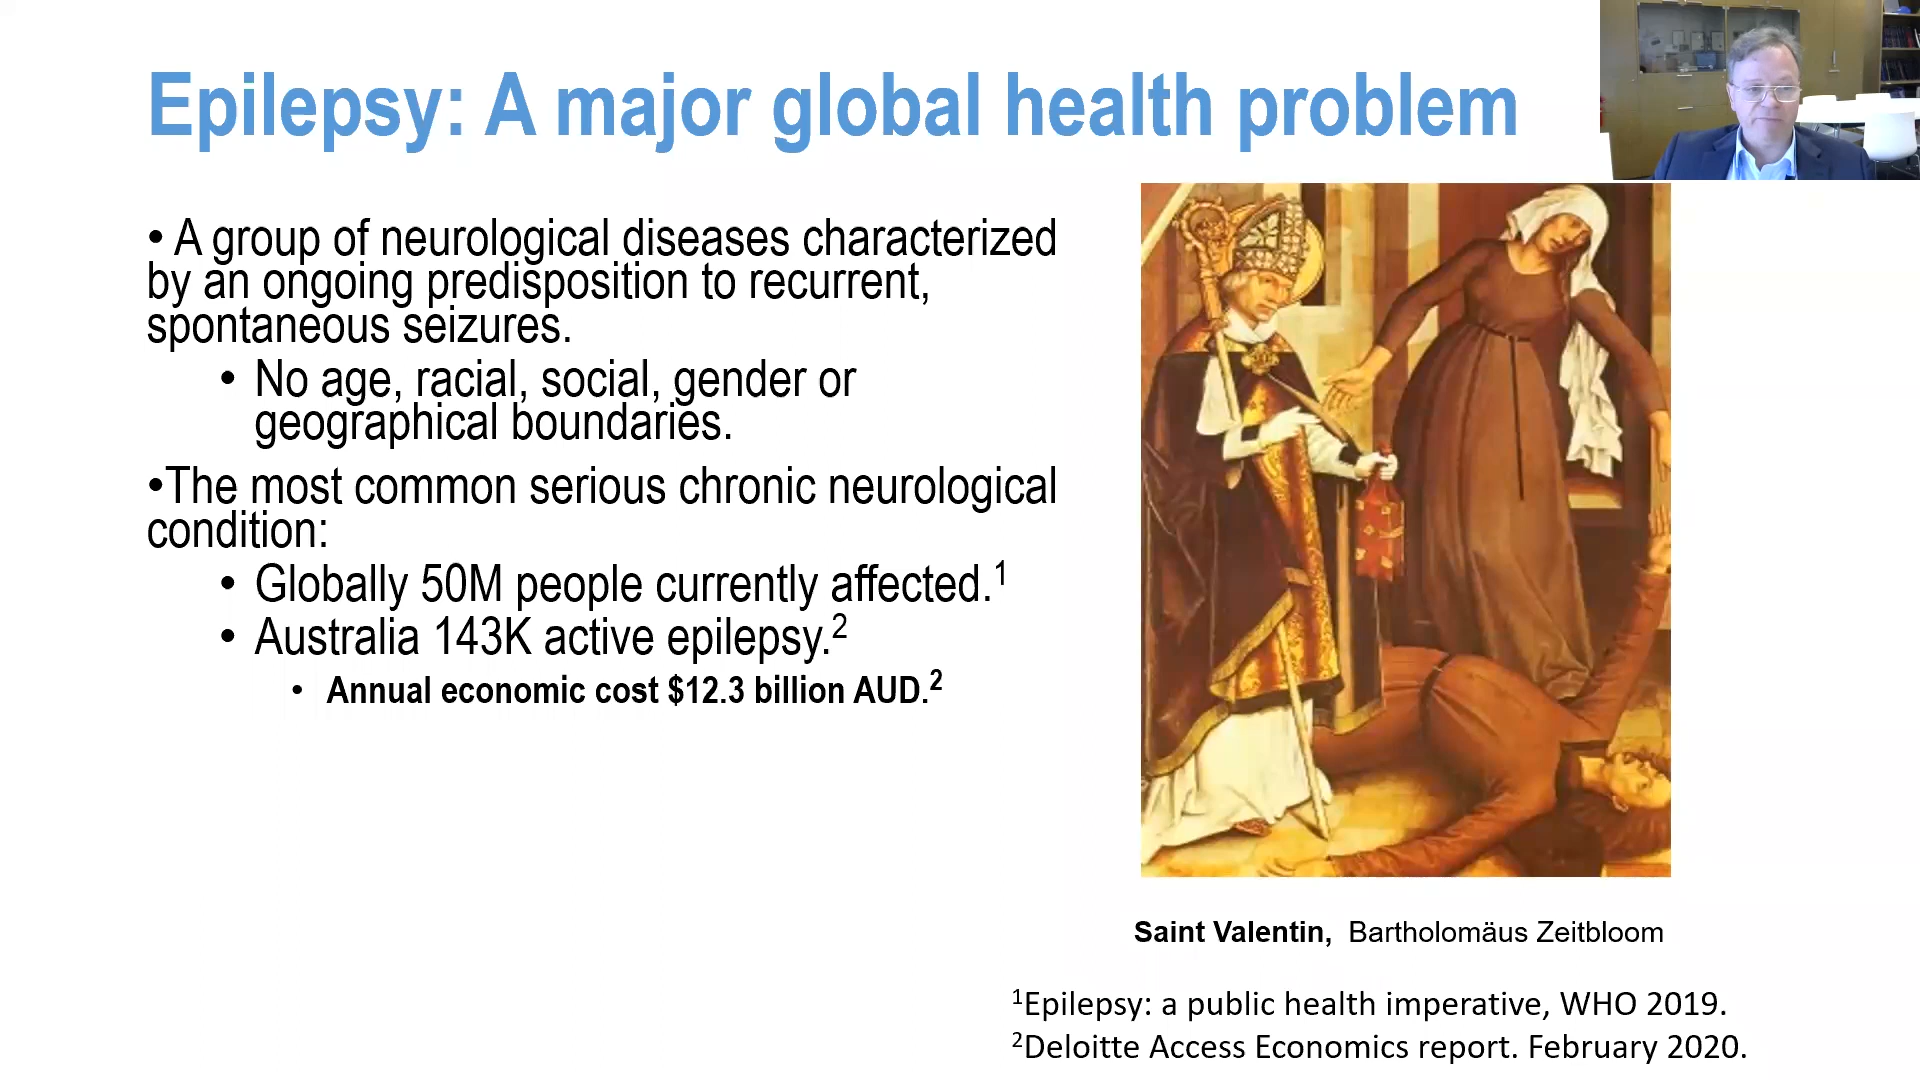 Epilepsy: A major global health problem
• A group of neurological diseases characterized
by an ongoing predisposition to recurrent,
spontaneous seizures.
• No age, racial, social, gender or
geographical boundaries.
•The most common serious chronic neurological
condition:
• Globally 50M people currently affected.¹
• Australia 143K active epilepsy.²
• Annual economic cost $12.3 billion AUD.²
Saint Valentin, Bartholomäus Zeitbloom
¹Epilepsy: a public health imperative, WHO 2019.
²Deloitte Access Economics report. February 2020.